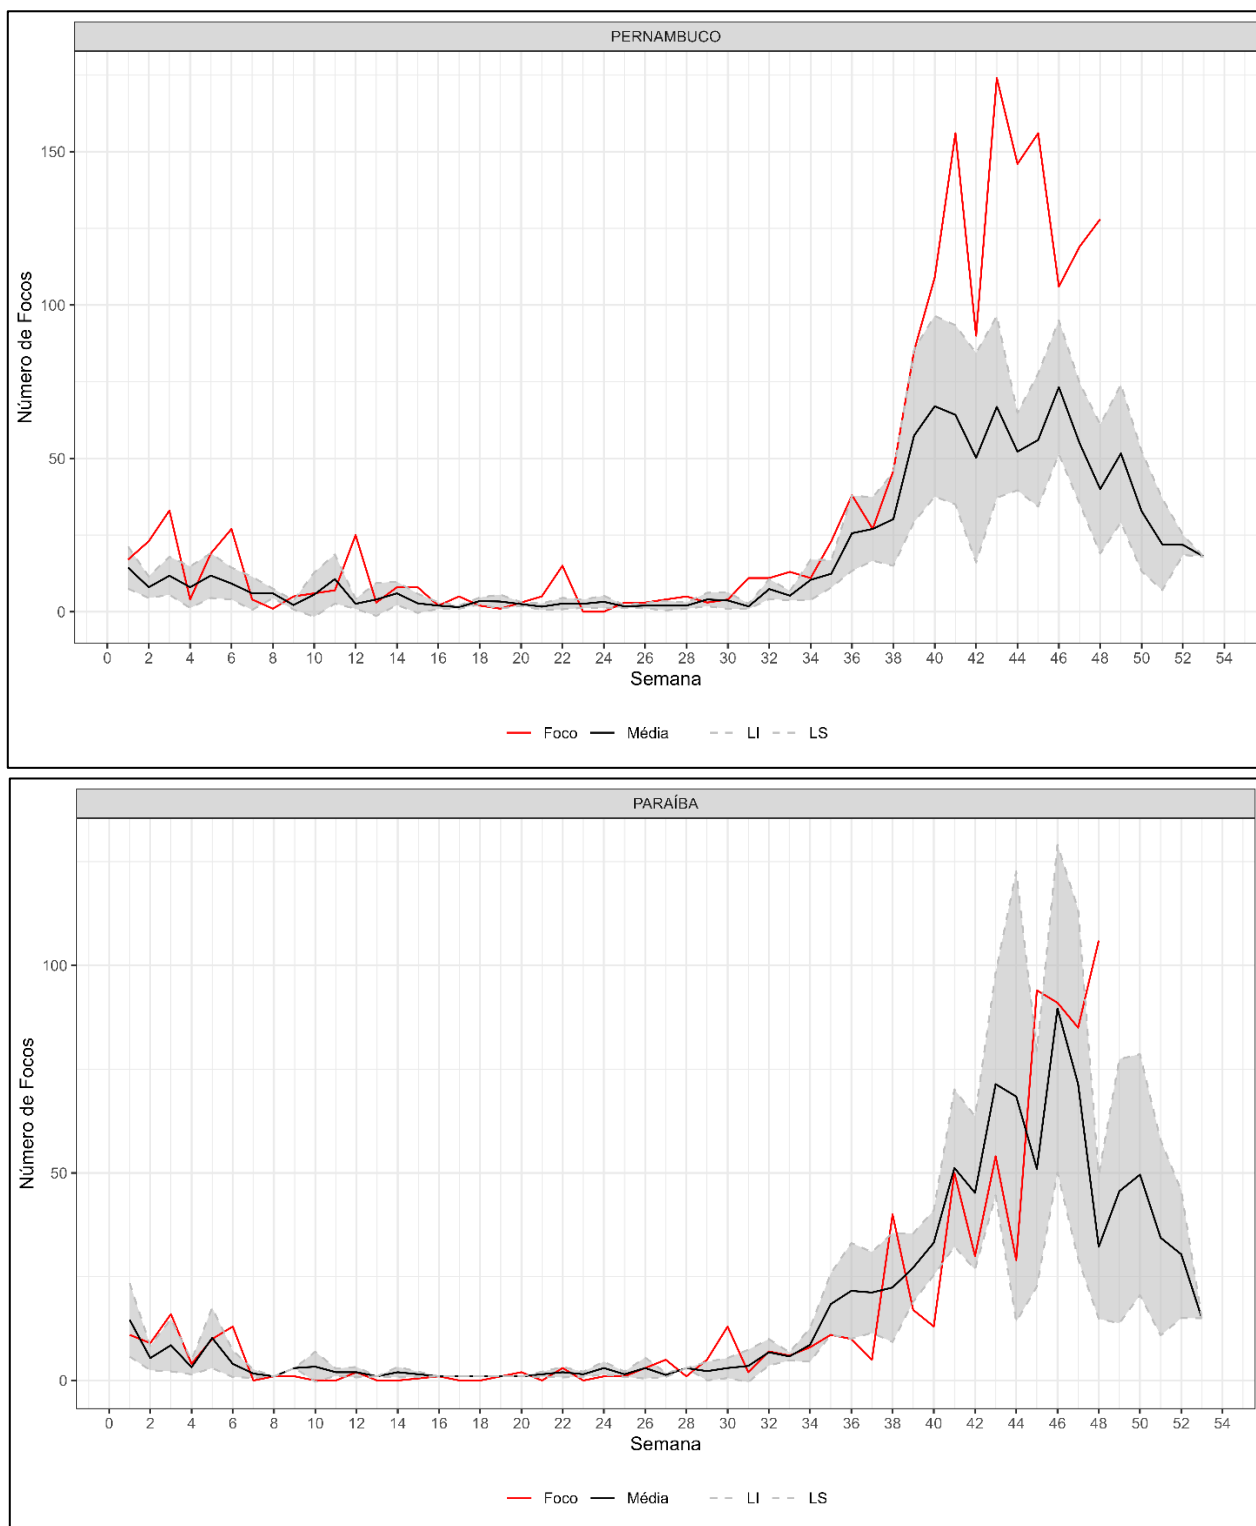 PERNAMBUCO
Número de Focos
150
100
50
0
0 2 4 6 8 10 12 14 16 18 20 22 24 26 28 30 32 34 36 38 40 42 44 46 48 50 52 54
Semana
Foco Média LI LS
PARAÍBA
Número de Focos
100
50
0
0 2 4 6 8 10 12 14 16 18 20 22 24 26 28 30 32 34 36 38 40 42 44 46 48 50 52 54
Semana
Foco Média LI LS